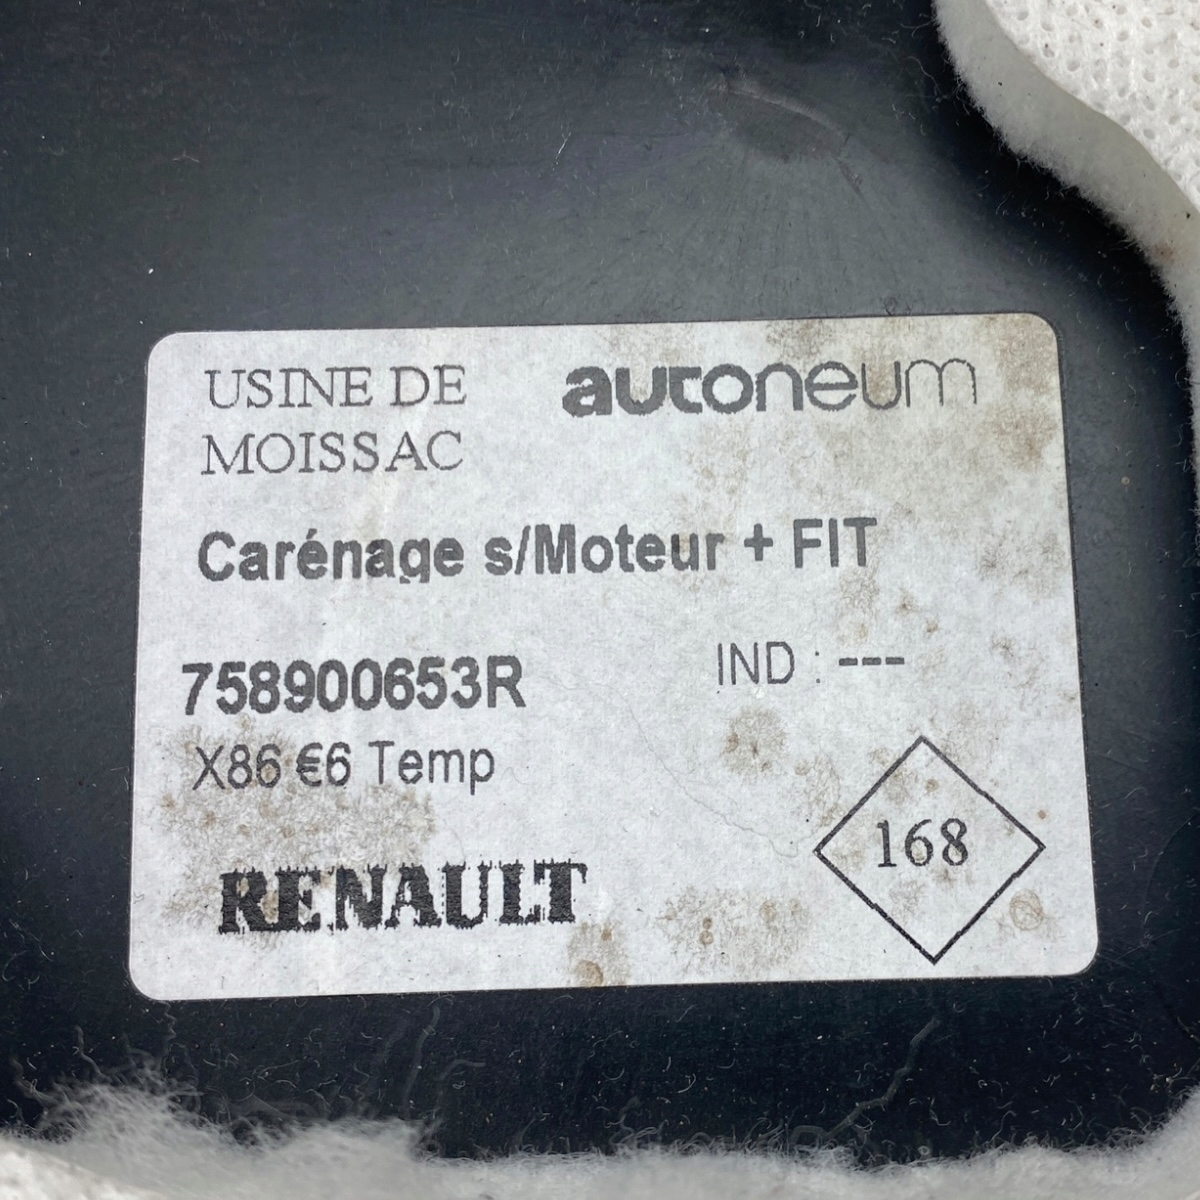 USINE DE
MOISSAC
autoneum
Carénage s/Moteur + FIT
758900653R
IND : ---
X86 €6 Temp
168
RENAULT